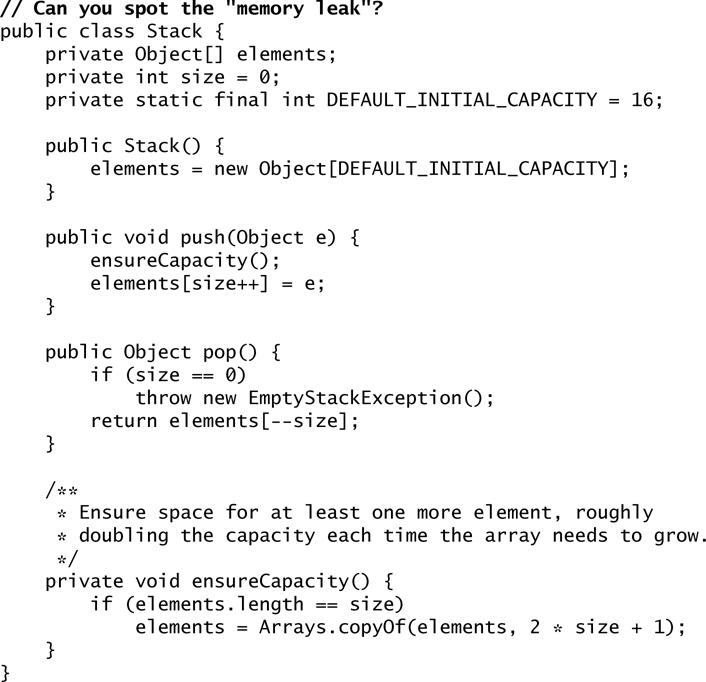 // Can you spot the "memory leak"?
public class Stack {
    private Object[] elements;
    private int size = 0;
    private static final int DEFAULT_INITIAL_CAPACITY = 16;

    public Stack() {
        elements = new Object[DEFAULT_INITIAL_CAPACITY];
    }

    public void push(Object e) {
        ensureCapacity();
        elements[size++] = e;
    }

    public Object pop() {
        if (size == 0)
            throw new EmptyStackException();
        return elements[--size];
    }

    /**
     * Ensure space for at least one more element, roughly
     * doubling the capacity each time the array needs to grow.
     */
    private void ensureCapacity() {
        if (elements.length == size)
            elements = Arrays.copyOf(elements, 2 * size + 1);
    }
}